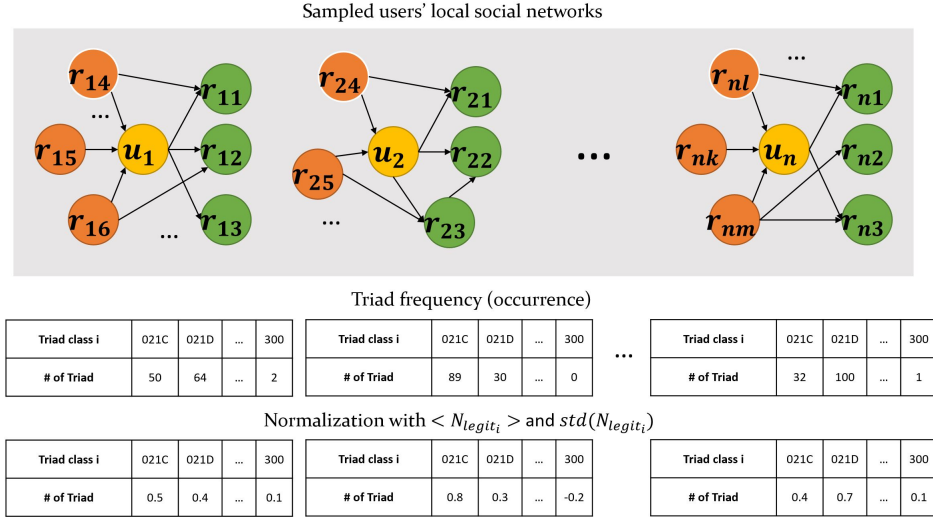 Sampled users' local social networks
r14 r11 r24 r21 ... rnl rn1
...
r15 u1 r12 u2 r22 ... rnk un rn2
r25
r16 ... r13 ... r23 rnm rn3
Triad frequency (occurrence)
Triad class i 021C 021D ... 300 Triad class i 021C 021D ... 300 ... Triad class i 021C 021D ... 300
# of Triad 50 64 ... 2 # of Triad 89 30 ... 0 # of Triad 32 100 ... 1
Normalization with < N_legit_i > and std(N_legit_i)
Triad class i 021C 021D ... 300 Triad class i 021C 021D ... 300 Triad class i 021C 021D ... 300
# of Triad 0.5 0.4 ... 0.1 # of Triad 0.8 0.3 ... -0.2 # of Triad 0.4 0.7 ... 0.1